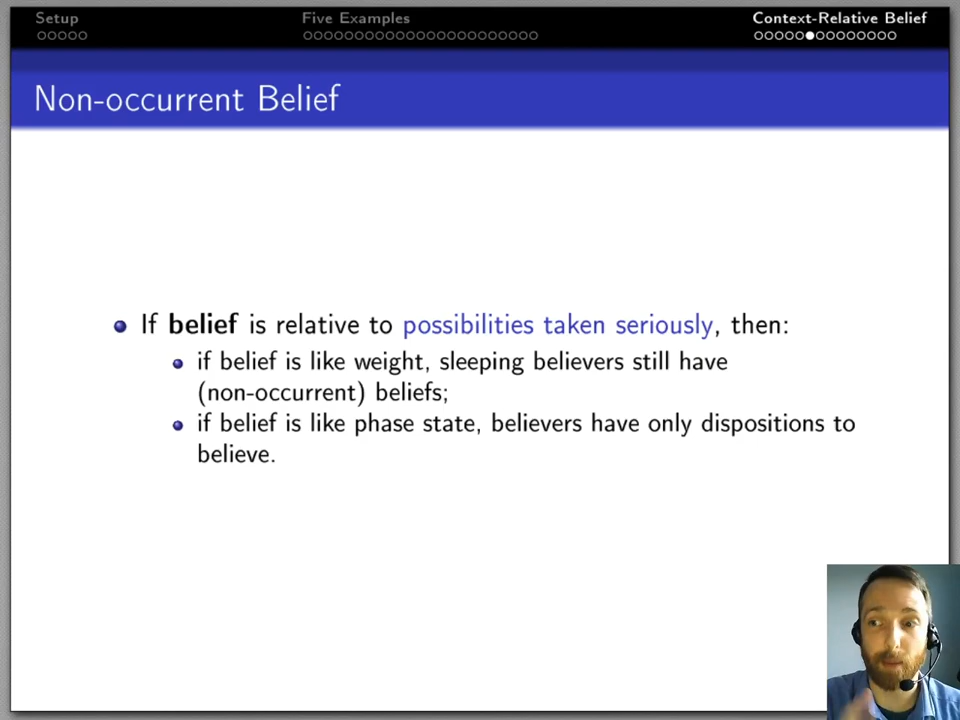 Setup
Five Examples
Context-Relative Belief
Non-occurrent Belief
If belief is relative to possibilities taken seriously, then:
if belief is like weight, sleeping believers still have
(non-occurrent) beliefs;
if belief is like phase state, believers have only dispositions to
believe.